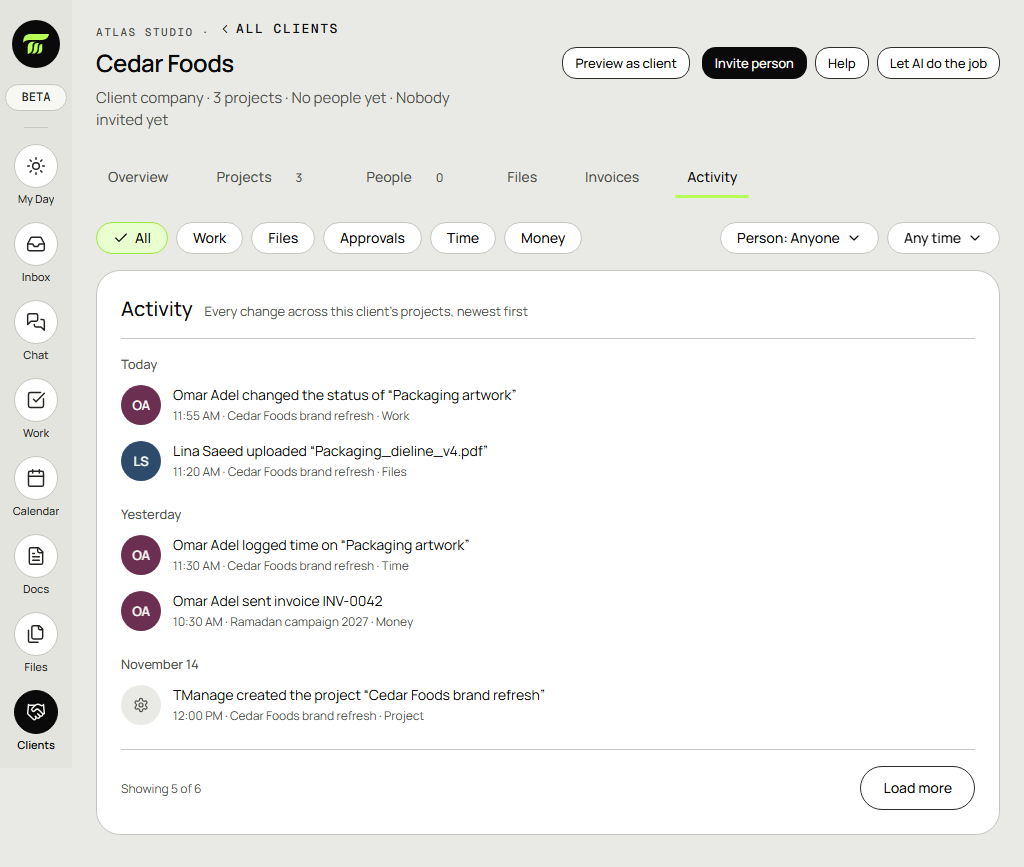 ATLAS STUDIO · ALL CLIENTS
Cedar Foods
Client company · 3 projects · No people yet · Nobody
invited yet
Preview as client
Invite person
Help
Let AI do the job
BETA
My Day
Inbox
Chat
Work
Calendar
Docs
Files
Clients
Overview
Projects 3
People 0
Files
Invoices
Activity
All
Work
Files
Approvals
Time
Money
Person: Anyone
Any time
Activity Every change across this client's projects, newest first
Today
OA
Omar Adel changed the status of “Packaging artwork”
11:55 AM · Cedar Foods brand refresh · Work
LS
Lina Saeed uploaded “Packaging_dieline_v4.pdf”
11:20 AM · Cedar Foods brand refresh · Files
Yesterday
OA
Omar Adel logged time on “Packaging artwork”
11:30 AM · Cedar Foods brand refresh · Time
OA
Omar Adel sent invoice INV-0042
10:30 AM · Ramadan campaign 2027 · Money
November 14
TManage created the project “Cedar Foods brand refresh”
12:00 PM · Cedar Foods brand refresh · Project
Showing 5 of 6
Load more